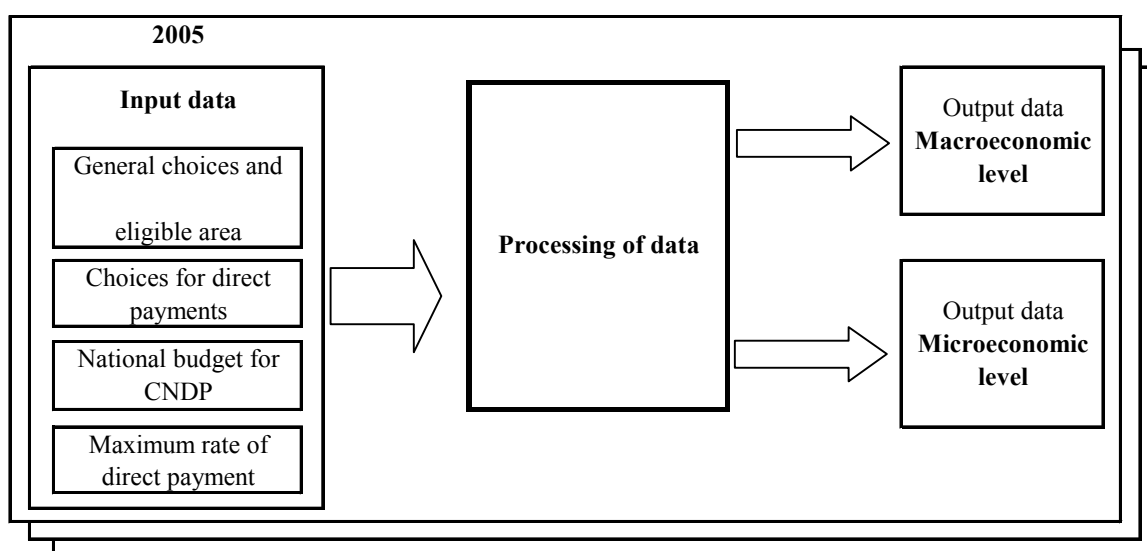 2005
Input data
General choices and
eligible area
Choices for direct
payments
National budget for
CNDP
Maximum rate of
direct payment
Processing of data
Output data
Macroeconomic
level
Output data
Microeconomic
level